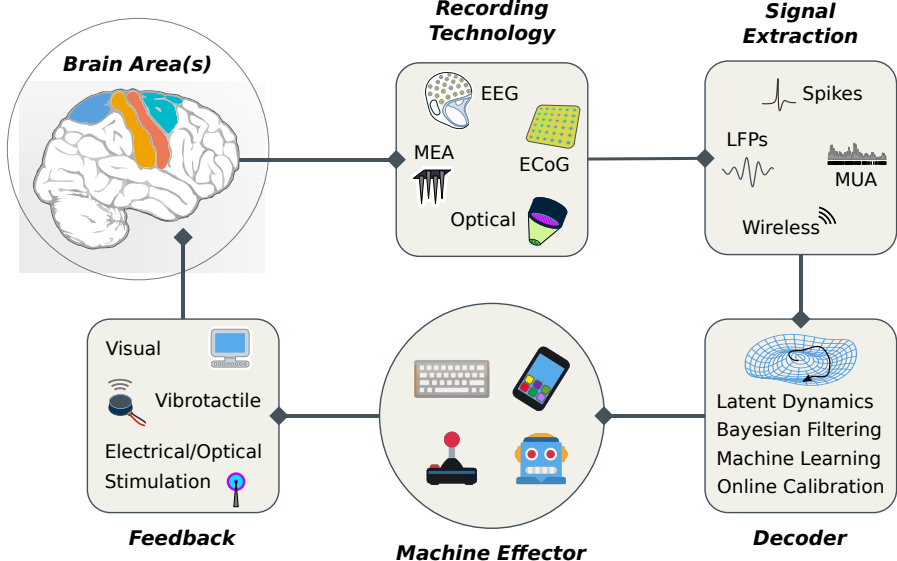 Brain Area(s)
Recording
Technology
EEG
MEA
ECoG
Optical
Signal
Extraction
Spikes
LFPs
MUA
Wireless
Latent Dynamics
Bayesian Filtering
Machine Learning
Online Calibration
Decoder
Machine Effector
Visual
Vibrotactile
Electrical/Optical
Stimulation
Feedback